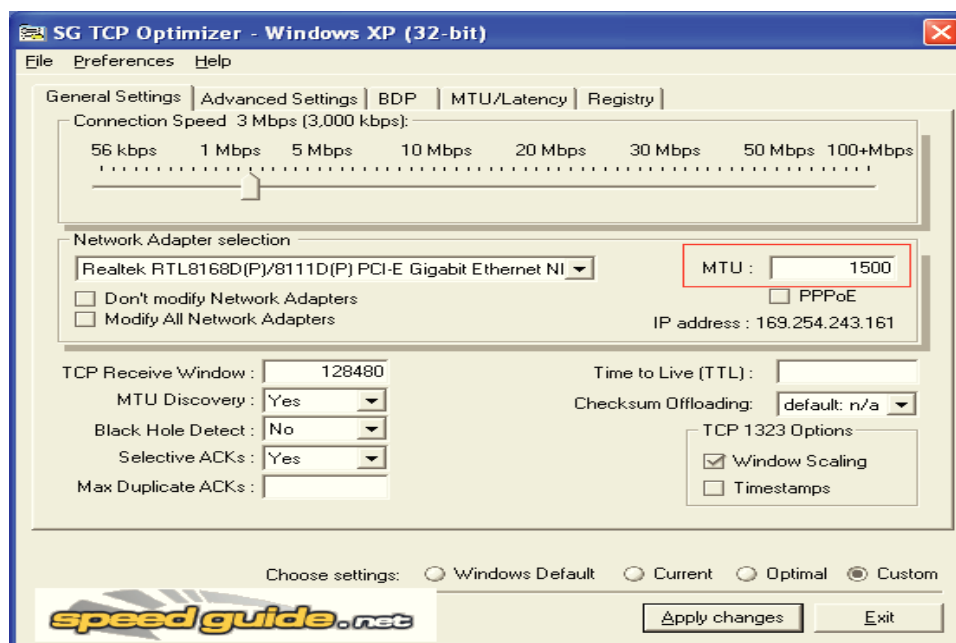 SG TCP Optimizer - Windows XP (32-bit)
File Preferences Help
General Settings Advanced Settings BDP MTU/Latency Registry
Connection Speed 3 Mbps (3,000 kbps):
56 kbps 1 Mbps 5 Mbps 10 Mbps 20 Mbps 30 Mbps 50 Mbps 100+Mbps
Network Adapter selection
Realtek RTL8168D(P)/8111D(P) PCI-E Gigabit Ethernet NI
MTU : 1500
Don't modify Network Adapters
PPPoE
Modify All Network Adapters
IP address : 169.254.243.161
TCP Receive Window : 128480
Time to Live (TTL) :
MTU Discovery : Yes
Checksum Offloading: default: n/a
Black Hole Detect : No
TCP 1323 Options
Selective ACKs : Yes
Window Scaling
Max Duplicate ACKs :
Timestamps
Choose settings: Windows Default Current Optimal Custom
speedguide.net
Apply changes Exit